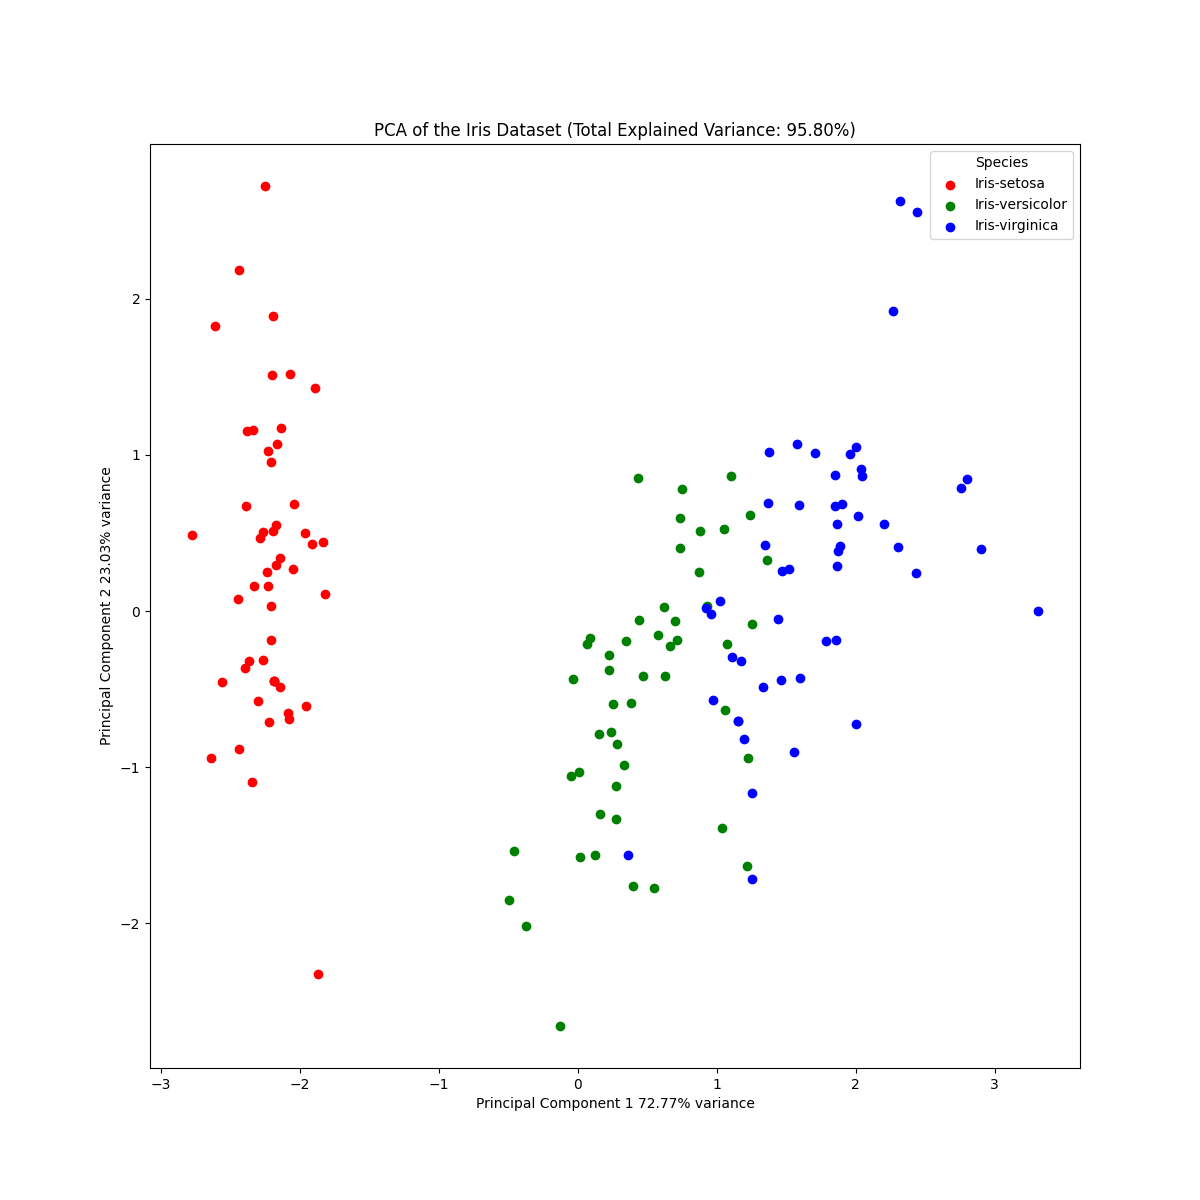 PCA of the Iris Dataset (Total Explained Variance: 95.80%)
Species
Iris-setosa
Iris-versicolor
Iris-virginica
Principal Component 2 23.03% variance
2
1
0
−1
−2
−3 −2 −1 0 1 2 3
Principal Component 1 72.77% variance